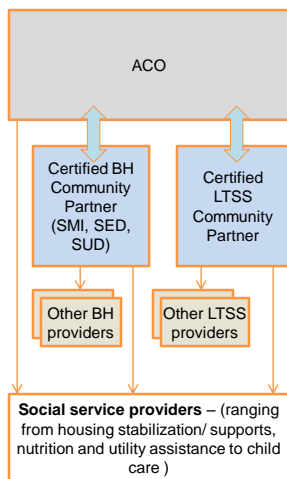 ACO
Certified BH
Community
Partner
(SMI, SED,
SUD)
Certified
LTSS
Community
Partner
Other BH
providers
Other LTSS
providers
Social service providers – (ranging
from housing stabilization/ supports,
nutrition and utility assistance to child
care )